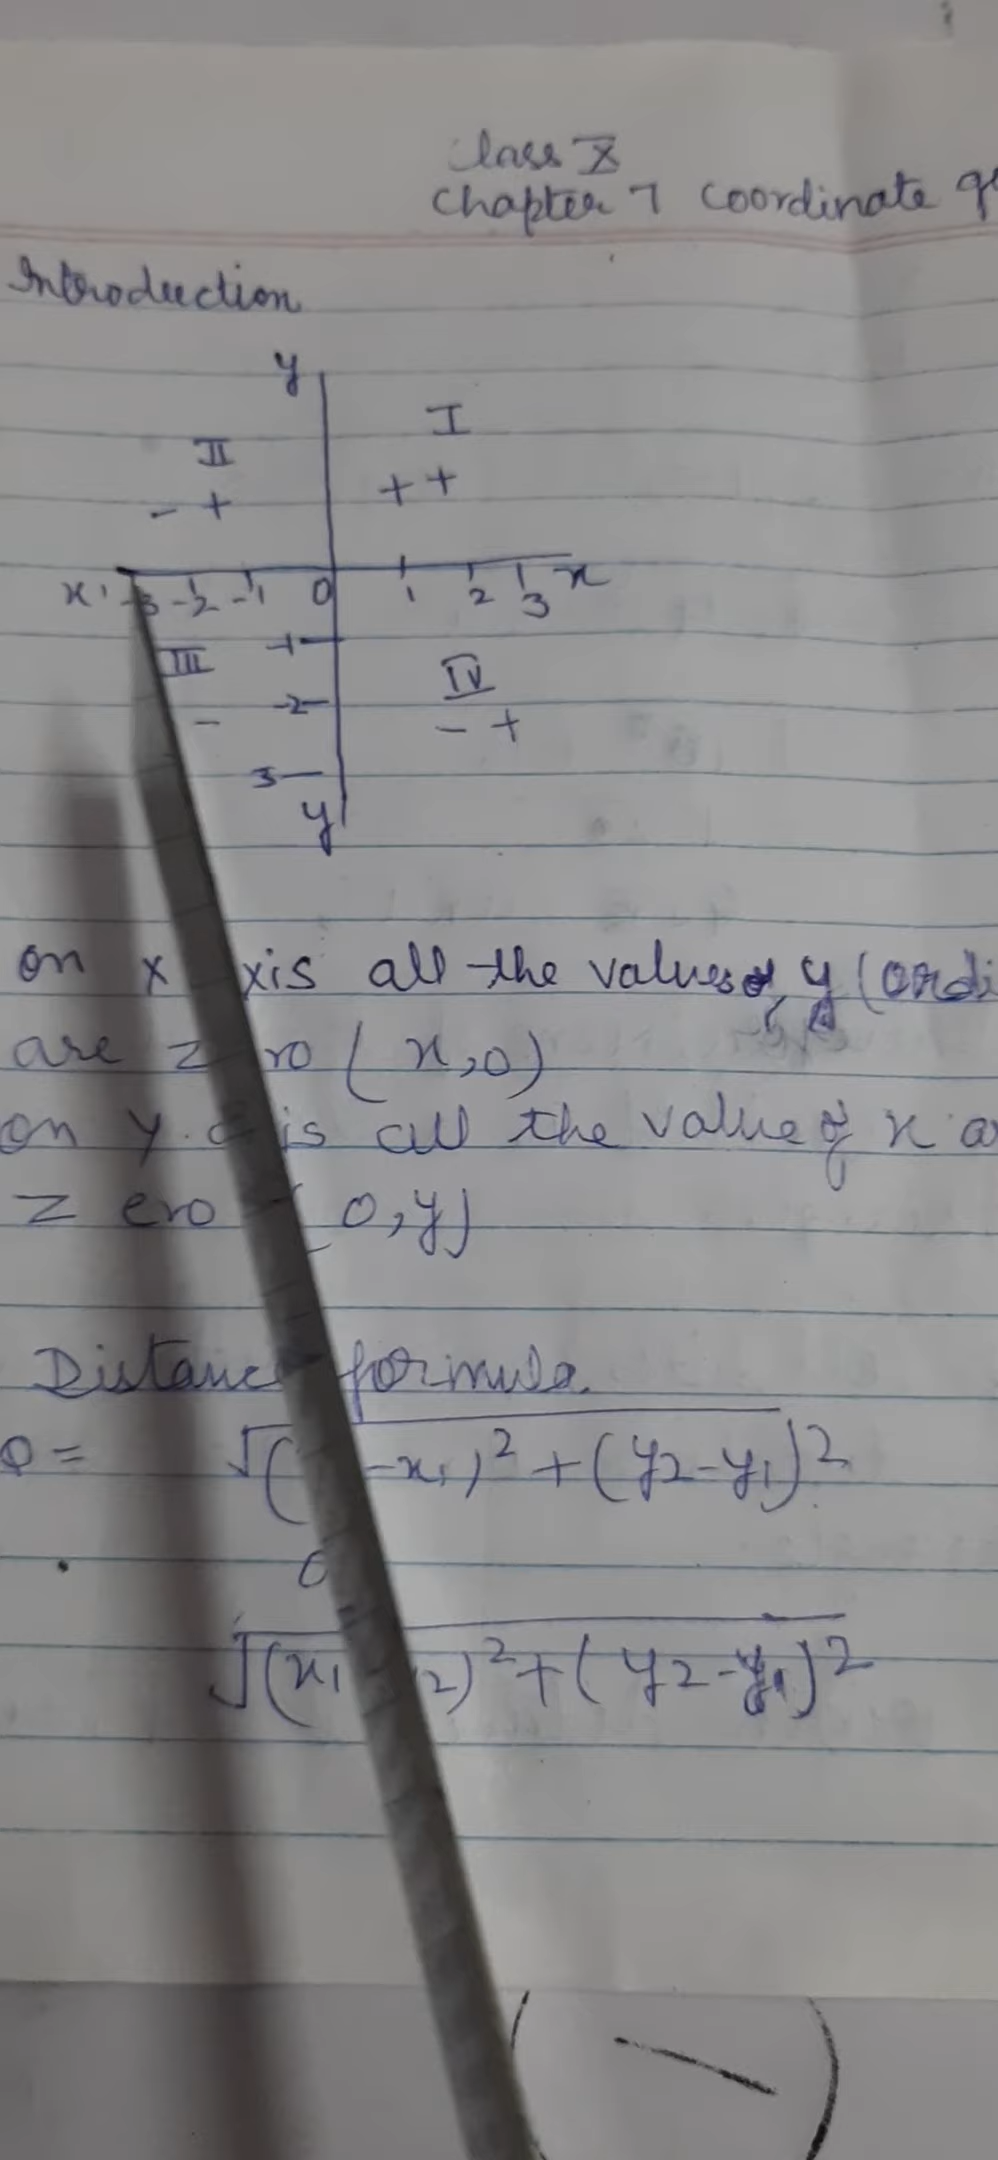 Class X
Chapter 7 Coordinate
Introduction
y
I
II
+ +
- +
x' -3 -2 -1 0 1 2 3 x
-1
III
IV
-2
-
- +
3
y
on x xis all the values of y (ordi
are zero (x,0)
on y. is all the value of x a
zero (0,y)
Distance formula.
= √( -x₁)² + (y2-y₁)2
√(x₁ 2)² + (y2-y₁)2